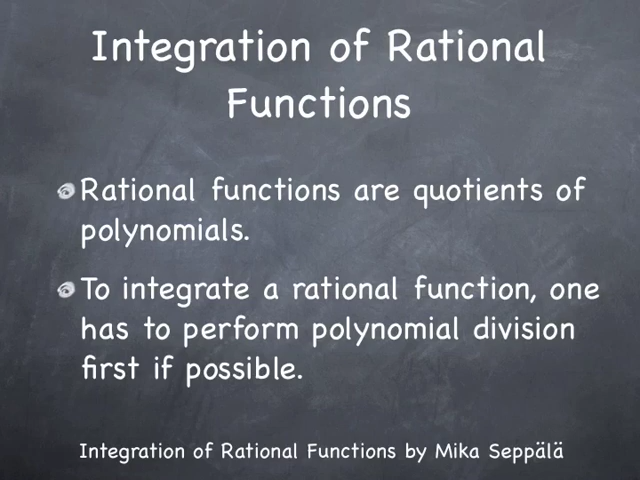 Integration of Rational
Functions
Rational functions are quotients of
polynomials.
To integrate a rational function, one
has to perform polynomial division
first if possible.
Integration of Rational Functions by Mika Seppälä